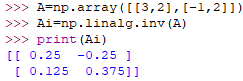 >>> A=np.array([[3,2],[-1,2]])
>>> Ai=np.linalg.inv(A)
>>> print(Ai)
[[ 0.25  -0.25 ]
 [ 0.125  0.375]]